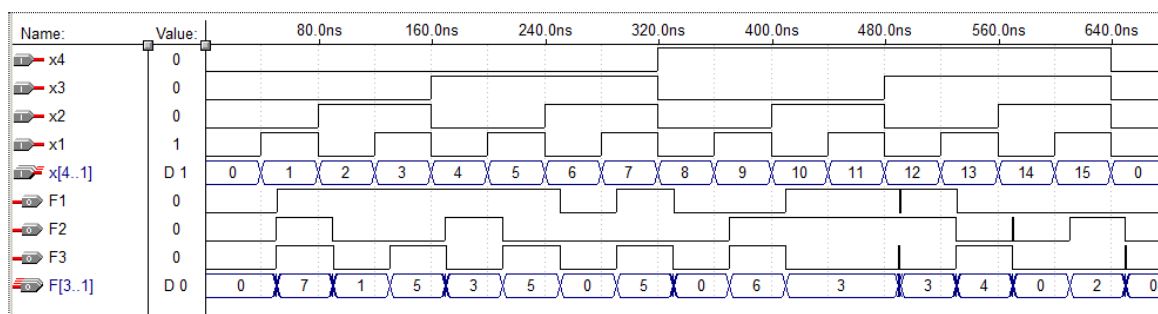 Name: Value: 80.0ns 160.0ns 240.0ns 320.0ns 400.0ns 480.0ns 560.0ns 640.0ns
x4 0
x3 0
x2 0
x1 1
x[4..1] D 1 0 1 2 3 4 5 6 7 8 9 10 11 12 13 14 15 0
F1 0
F2 0
F3 0
F[3..1] D 0 0 7 1 5 3 5 0 5 0 6 3 3 4 0 2 0